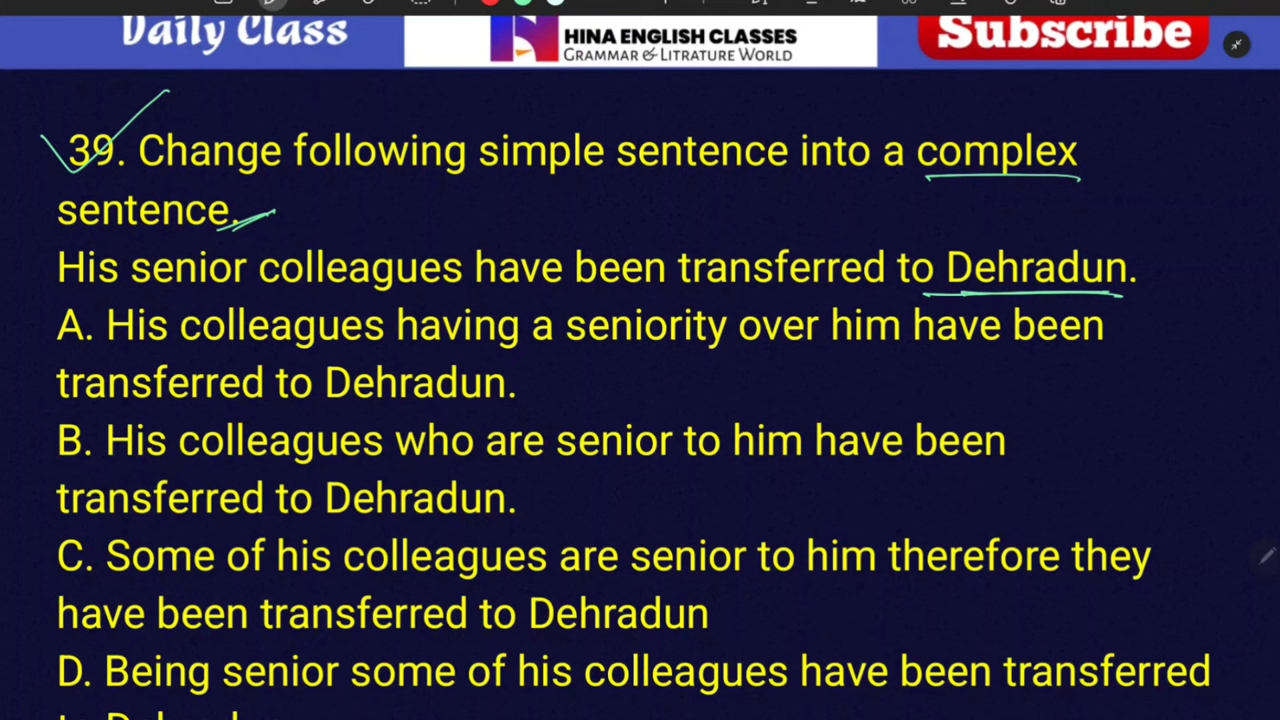 Daily Class
HINA ENGLISH CLASSES
GRAMMAR & LITRATURE WORLD
Subscribe
39. Change following simple sentence into a complex
sentence.
His senior colleagues have been transferred to Dehradun.
A. His colleagues having a seniority over him have been
transferred to Dehradun.
B. His colleagues who are senior to him have been
transferred to Dehradun.
C. Some of his colleagues are senior to him therefore they
have been transferred to Dehradun
D. Being senior some of his colleagues have been transferred